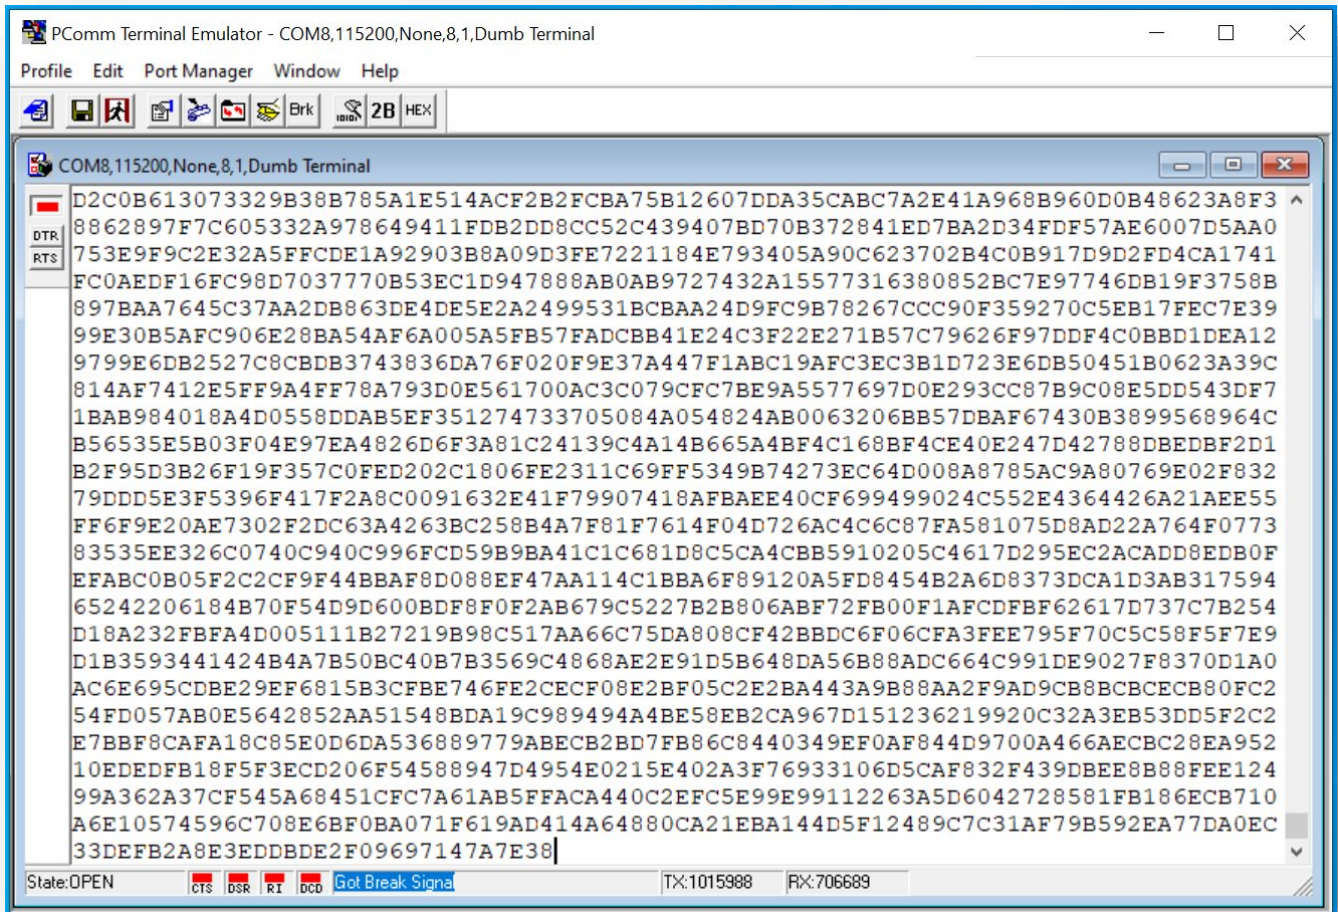 PComm Terminal Emulator - COM8,115200,None,8,1,Dumb Terminal
Profile Edit Port Manager Window Help
Brk 2B HEX
COM8,115200,None,8,1,Dumb Terminal
DTR
RTS
D2C0B613073329B38B785A1E514ACF2B2FCBA75B12607DDA35CABC7A2E41A968B960D0B48623A8F3
8862897F7C605332A978649411FDB2DD8CC52C439407BD70B372841ED7BA2D34FDF57AE6007D5AA0
753E9F9C2E32A5FFCDE1A92903B8A09D3FE7221184E793405A90C623702B4C0B917D9D2FD4CA1741
FC0AEDF16FC98D7037770B53EC1D947888AB0AB9727432A15577316380852BC7E97746DB19F3758B
897BAA7645C37AA2DB863DE4DE5E2A2499531BCBAA24D9FC9B78267CCC90F359270C5EB17FEC7E39
99E30B5AFC906E28BA54AF6A005A5FB57FADCBB41E24C3F22E271B57C79626F97DDF4C0BBD1DEA12
9799E6DB2527C8CBDB3743836DA76F020F9E37A447F1ABC19AFC3EC3B1D723E6DB50451B0623A39C
814AF7412E5FF9A4FF78A793D0E561700AC3C079CFC7BE9A5577697D0E293CC87B9C08E5DD543DF7
1BAB984018A4D0558DDAB5EF351274733705084A054824AB0063206BB57DBAF67430B3899568964C
B56535E5B03F04E97EA4826D6F3A81C24139C4A14B665A4BF4C168BF4CE40E247D42788DBEDBF2D1
B2F95D3B26F19F357C0FED202C1806FE2311C69FF5349B74273EC64D008A8785AC9A80769E02F832
79DDD5E3F5396F417F2A8C0091632E41F79907418AFBAEE40CF699499024C552E4364426A21AEE55
FF6F9E20AE7302F2DC63A4263BC258B4A7F81F7614F04D726AC4C6C87FA581075D8AD22A764F0773
83535EE326C0740C940C996FCD59B9BA41C1C681D8C5CA4CBB5910205C4617D295EC2ACADD8EDB0F
EFABC0B05F2C2CF9F44BBAF8D088EF47AA114C1BBA6F89120A5FD8454B2A6D8373DCA1D3AB317594
65242206184B70F54D9D600BDF8F0F2AB679C5227B2B806ABF72FB00F1AFCDFBF62617D737C7B254
D18A232FBFA4D005111B27219B98C517AA66C75DA808CF42BBDC6F06CFA3FEE795F70C5C58F5F7E9
D1B3593441424B4A7B50BC40B7B3569C4868AE2E91D5B648DA56B88ADC664C991DE9027F8370D1A0
AC6E695CDBE29EF6815B3CFBE746FE2CECF08E2BF05C2E2BA443A9B88AA2F9AD9CB8BCBCECB80FC2
54FD057AB0E5642852AA51548BDA19C989494A4BE58EB2CA967D151236219920C32A3EB53DD5F2C2
E7BBF8CAFA18C85E0D6DA536889779ABECB2BD7FB86C8440349EF0AF844D9700A466AECBC28EA952
10EDEDFB18F5F3ECD206F54588947D4954E0215E402A3F76933106D5CAF832F439DBEE8B88FEE124
99A362A37CF545A68451CFC7A61AB5FFACA440C2EFC5E99E99112263A5D6042728581FB186ECB710
A6E10574596C708E6BF0BA071F619AD414A64880CA21EBA144D5F12489C7C31AF79B592EA77DA0EC
33DEFB2A8E3EDDBDE2F09697147A7E38
State:OPEN CTS DSR RI DCD Got Break Signal TX:1015988 RX:706689